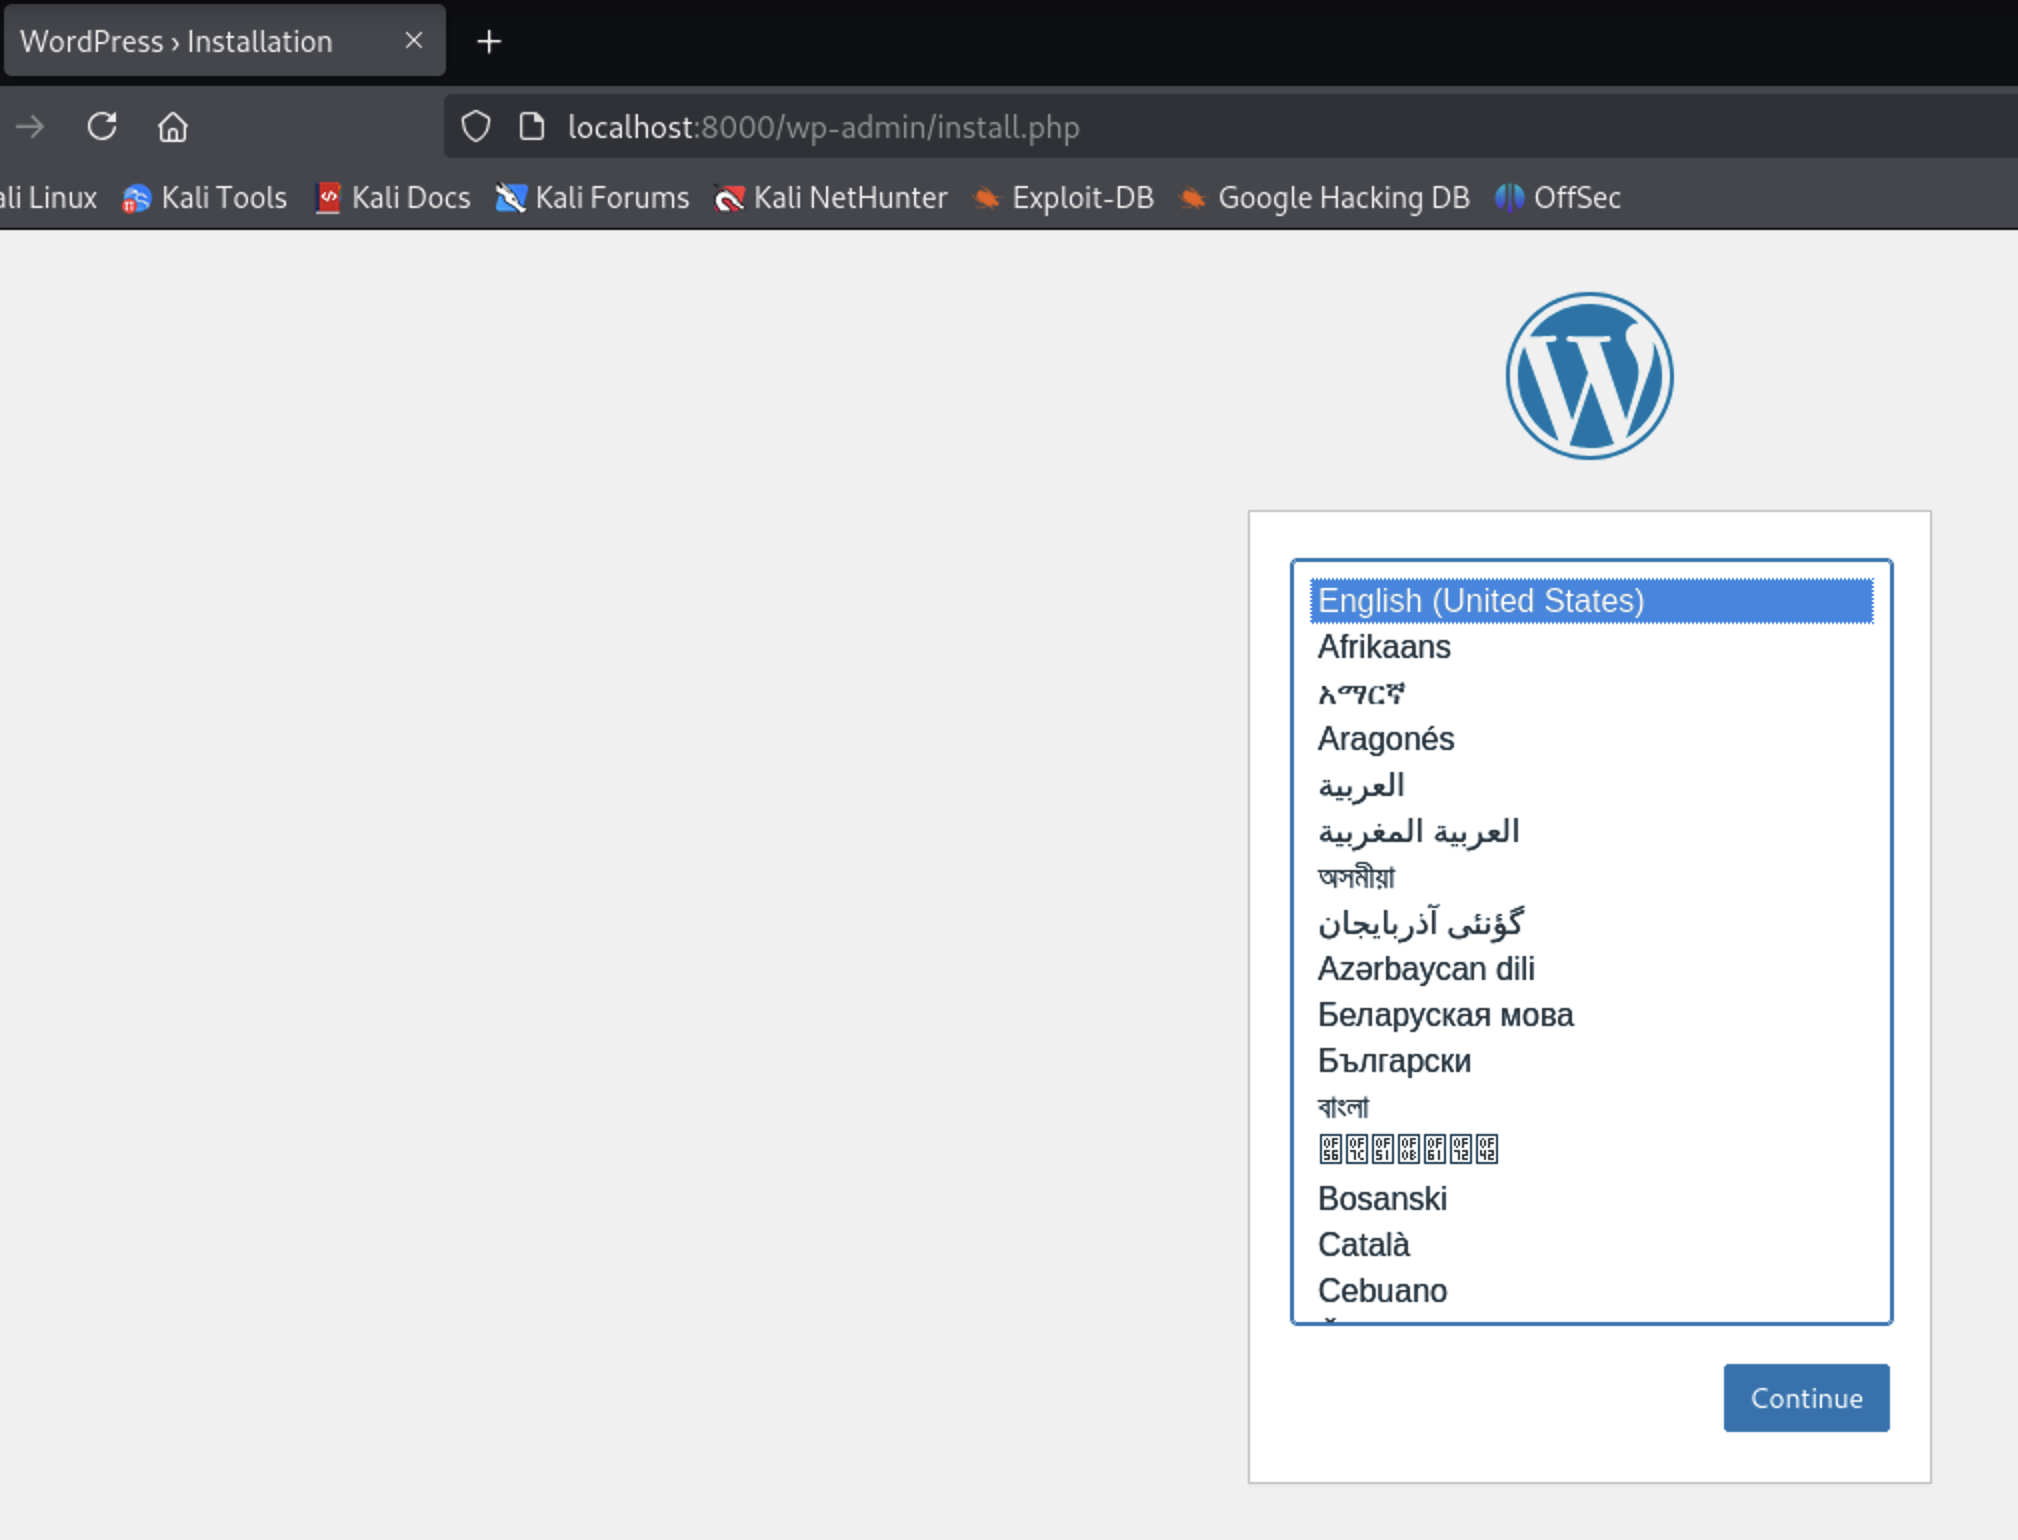 WordPress › Installation
localhost:8000/wp-admin/install.php
ali Linux Kali Tools Kali Docs Kali Forums Kali NetHunter Exploit-DB Google Hacking DB OffSec
English (United States)
Afrikaans
አማርኛ
Aragonés
العربية
العربية المغربية
অসমীয়া
گؤنئی آذربایجان
Azərbaycan dili
Беларуская мова
Български
বাংলা
Bosanski
Català
Cebuano
Continue